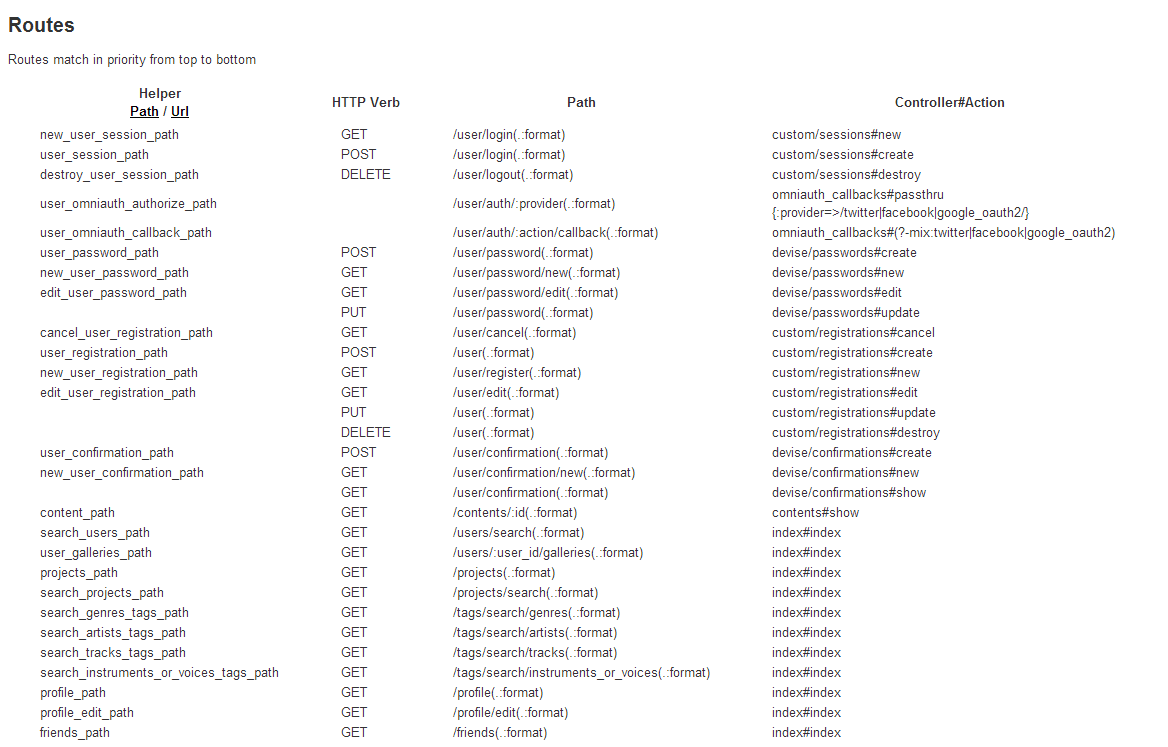 Routes
Routes match in priority from top to bottom
Helper HTTP Verb Path Controller#Action
Path / Url
new_user_session_path GET /user/login(.:format) custom/sessions#new
user_session_path POST /user/login(.:format) custom/sessions#create
destroy_user_session_path DELETE /user/logout(.:format) custom/sessions#destroy
user_omniauth_authorize_path /user/auth/:provider(.:format) omniauth_callbacks#passthru
{:provider=>/twitter|facebook|google_oauth2/}
user_omniauth_callback_path /user/auth/:action/callback(.:format) omniauth_callbacks#(?-mix:twitter|facebook|google_oauth2)
user_password_path POST /user/password(.:format) devise/passwords#create
new_user_password_path GET /user/password/new(.:format) devise/passwords#new
edit_user_password_path GET /user/password/edit(.:format) devise/passwords#edit
PUT /user/password(.:format) devise/passwords#update
cancel_user_registration_path GET /user/cancel(.:format) custom/registrations#cancel
user_registration_path POST /user(.:format) custom/registrations#create
new_user_registration_path GET /user/register(.:format) custom/registrations#new
edit_user_registration_path GET /user/edit(.:format) custom/registrations#edit
PUT /user(.:format) custom/registrations#update
DELETE /user(.:format) custom/registrations#destroy
user_confirmation_path POST /user/confirmation(.:format) devise/confirmations#create
new_user_confirmation_path GET /user/confirmation/new(.:format) devise/confirmations#new
GET /user/confirmation(.:format) devise/confirmations#show
content_path GET /contents/:id(.:format) contents#show
search_users_path GET /users/search(.:format) index#index
user_galleries_path GET /users/:user_id/galleries(.:format) index#index
projects_path GET /projects(.:format) index#index
search_projects_path GET /projects/search(.:format) index#index
search_genres_tags_path GET /tags/search/genres(.:format) index#index
search_artists_tags_path GET /tags/search/artists(.:format) index#index
search_tracks_tags_path GET /tags/search/tracks(.:format) index#index
search_instruments_or_voices_tags_path GET /tags/search/instruments_or_voices(.:format) index#index
profile_path GET /profile(.:format) index#index
profile_edit_path GET /profile/edit(.:format) index#index
friends_path GET /friends(.:format) index#index